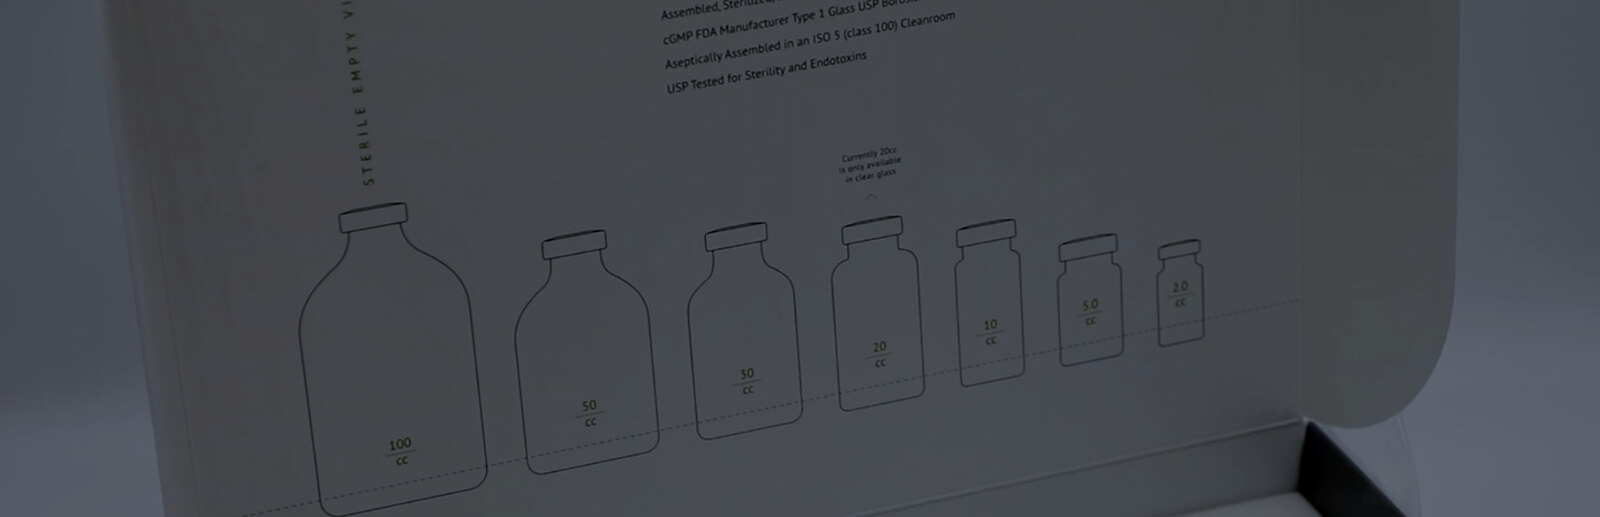 STERILE EMPTY
Assembled,
cGMP FDA Manufacturer Type 1 Glass USP
Aseptically Assembled in an ISO 5 (class 100) Cleanroom
USP Tested for Sterility and Endotoxins
Currently 20cc
is only available
in clear glass
100
cc
50
cc
30
cc
20
cc
10
cc
5.0
cc
2.0
cc